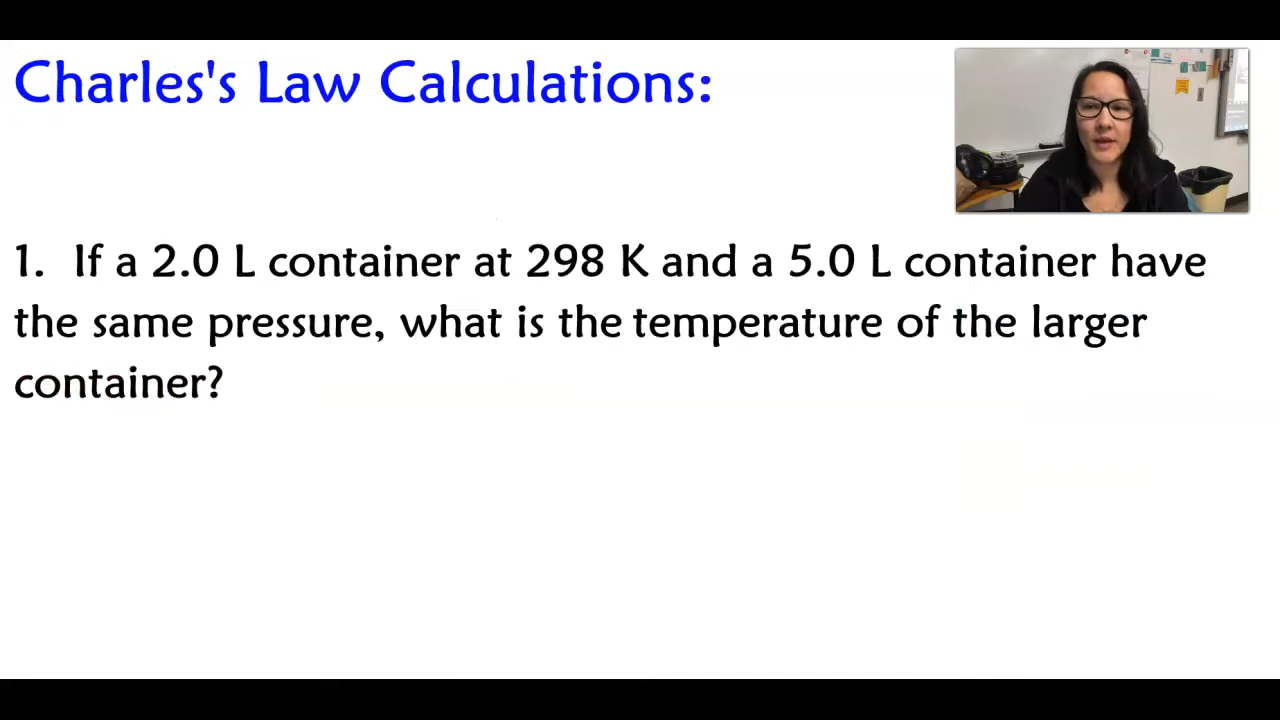 Charles's Law Calculations:
1. If a 2.0 L container at 298 K and a 5.0 L container have
the same pressure, what is the temperature of the larger
container?